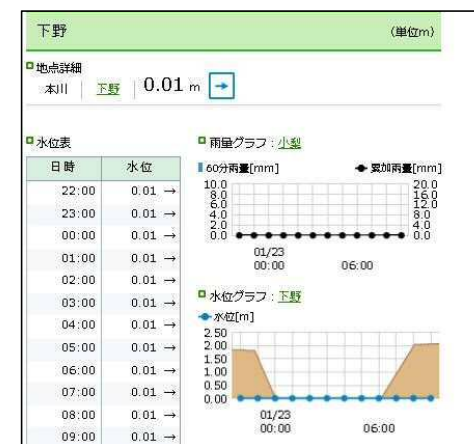 下野 (単位m)
地点詳細
本川 下野 0.01 m →
水位表
日時 水位
22:00 0.01 →
23:00 0.01 →
00:00 0.01 →
01:00 0.01 →
02:00 0.01 →
03:00 0.01 →
04:00 0.01 →
05:00 0.01 →
06:00 0.01 →
07:00 0.01 →
08:00 0.01 →
09:00 0.01 →
雨量グラフ：小梨
60分雨量[mm] 累加雨量[mm]
10.0 20.0
8.0 16.0
6.0 12.0
4.0 8.0
2.0 4.0
0.0 0.0
01/23
00:00 06:00
水位グラフ：下野
水位[m]
2.50
2.00
1.50
1.00
0.50
0.00
01/23
00:00 06:00